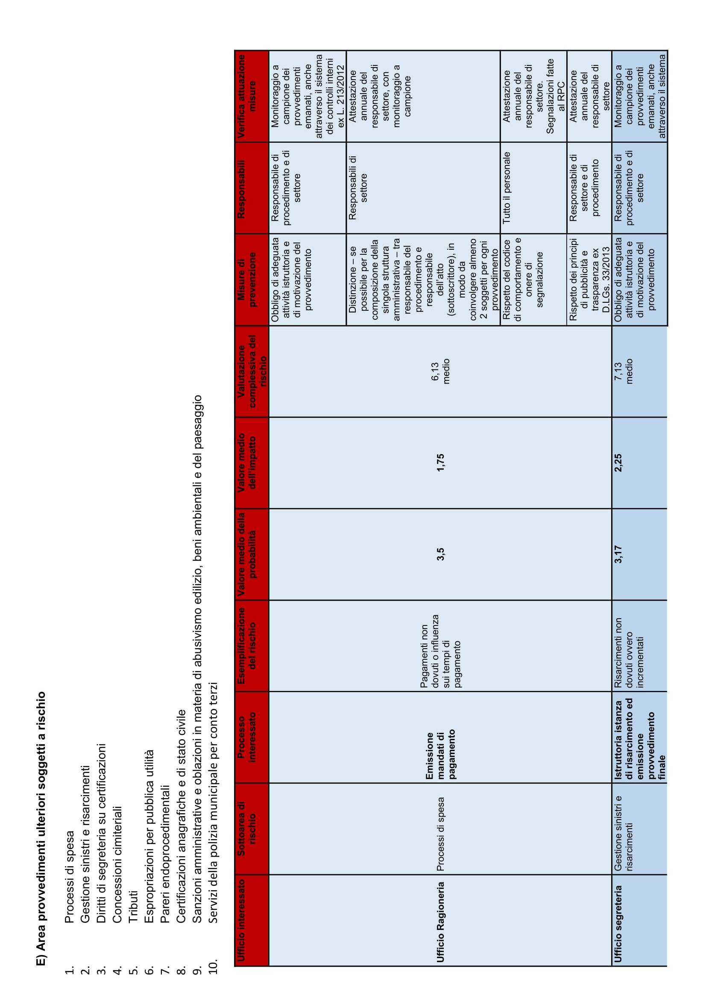 E) Area provvedimenti ulteriori soggetti a rischio
1. Processi di spesa
2. Gestione sinistri e risarcimenti
3. Diritti di segreteria su certificazioni
4. Concessioni cimiteriali
5. Tributi
6. Espropriazioni per pubblica utilità
7. Pareri endoprocedimentali
8. Certificazioni anagrafiche e di stato civile
9. Sanzioni amministrative e oblazioni in materia di abusivismo edilizio, beni ambientali e del paesaggio
10. Servizi della polizia municipale per conto terzi
Ufficio interessato
Sottoarea di
rischio
Processo
interessato
Esemplificazione
del rischio
Valore medio della
probabilità
Valore medio
dell'impatto
Valutazione
complessiva del
rischio
Misure di
prevenzione
Responsabili
Verifica attuazione
misure
Ufficio Ragioneria
Processi di spesa
Emissione
mandati di
pagamento
Pagamenti non
dovuti o influenza
sui tempi di
pagamento
3,5
1,75
6,13
medio
Obbligo di adeguata
attività istruttoria e
di motivazione del
provvedimento
Responsabile di
procedimento e di
settore
Monitoraggio a
campione dei
provvedimenti
emanati, anche
attraverso il sistema
dei controlli interni
ex L. 213/2012
Distinzione – se
possibile per la
composizione della
singola struttura
amministrativa – tra
responsabile del
procedimento e
responsabile
dell'atto
(sottoscrittore), in
modo da
coinvolgere almeno
2 soggetti per ogni
provvedimento
Responsabili di
settore
Attestazione
annuale del
responsabile di
settore, con
monitoraggio a
campione
Rispetto del codice
di comportamento e
onere di
segnalazione
Tutto il personale
Attestazione
annuale del
responsabile di
settore.
Segnalazioni fatte
al RPC
Rispetto dei principi
di pubblicità e
trasparenza ex
D.LGs. 33/2013
Responsabile di
settore e di
procedimento
Attestazione
annuale del
responsabile di
settore
Ufficio segreteria
Gestione sinistri e
risarcimenti
Istruttoria istanza
di risarcimento ed
emissione
provvedimento
finale
Risarcimenti non
dovuti ovvero
incrementati
3,17
2,25
7,13
medio
Obbligo di adeguata
attività istruttoria e
di motivazione del
provvedimento
Responsabile di
procedimento e di
settore
Monitoraggio a
campione dei
provvedimenti
emanati, anche
attraverso il sistema